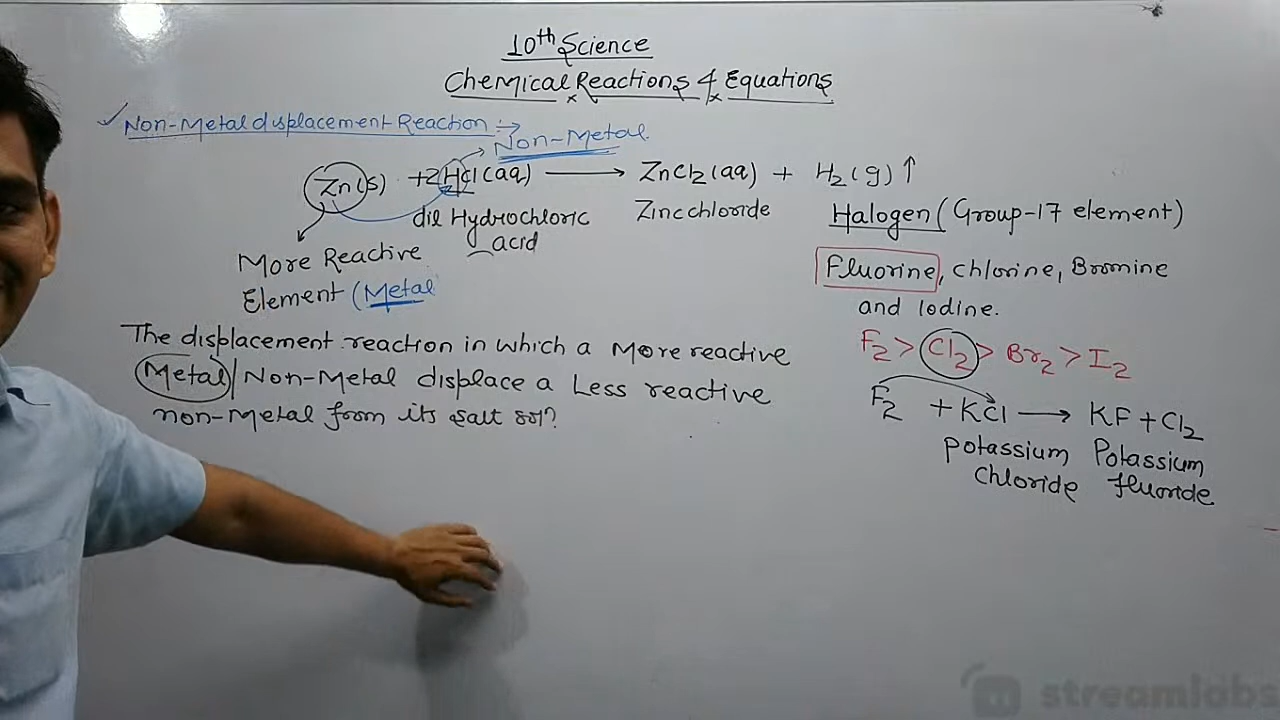 10th Science
Chemical Reactions & Equations
Non-Metal displacement Reaction :→
Non-Metal
Zn(s) + 2HCl(aq) ⟶ ZnCl2(aq) + H2(g)↑
dil Hydrochloric acid
Zinc chloride
More Reactive
Element (Metal
The displacement reaction in which a More reactive
Metal/Non-Metal displace a Less reactive
non-Metal from its salt sol?
Halogen (Group-17 element)
Fluorine, chlorine, Bromine
and Iodine.
F2 > Cl2 > Br2 > I2
F2 + KCl ⟶ KF + Cl2
Potassium Potassium
Chloride fluoride
streamlabs